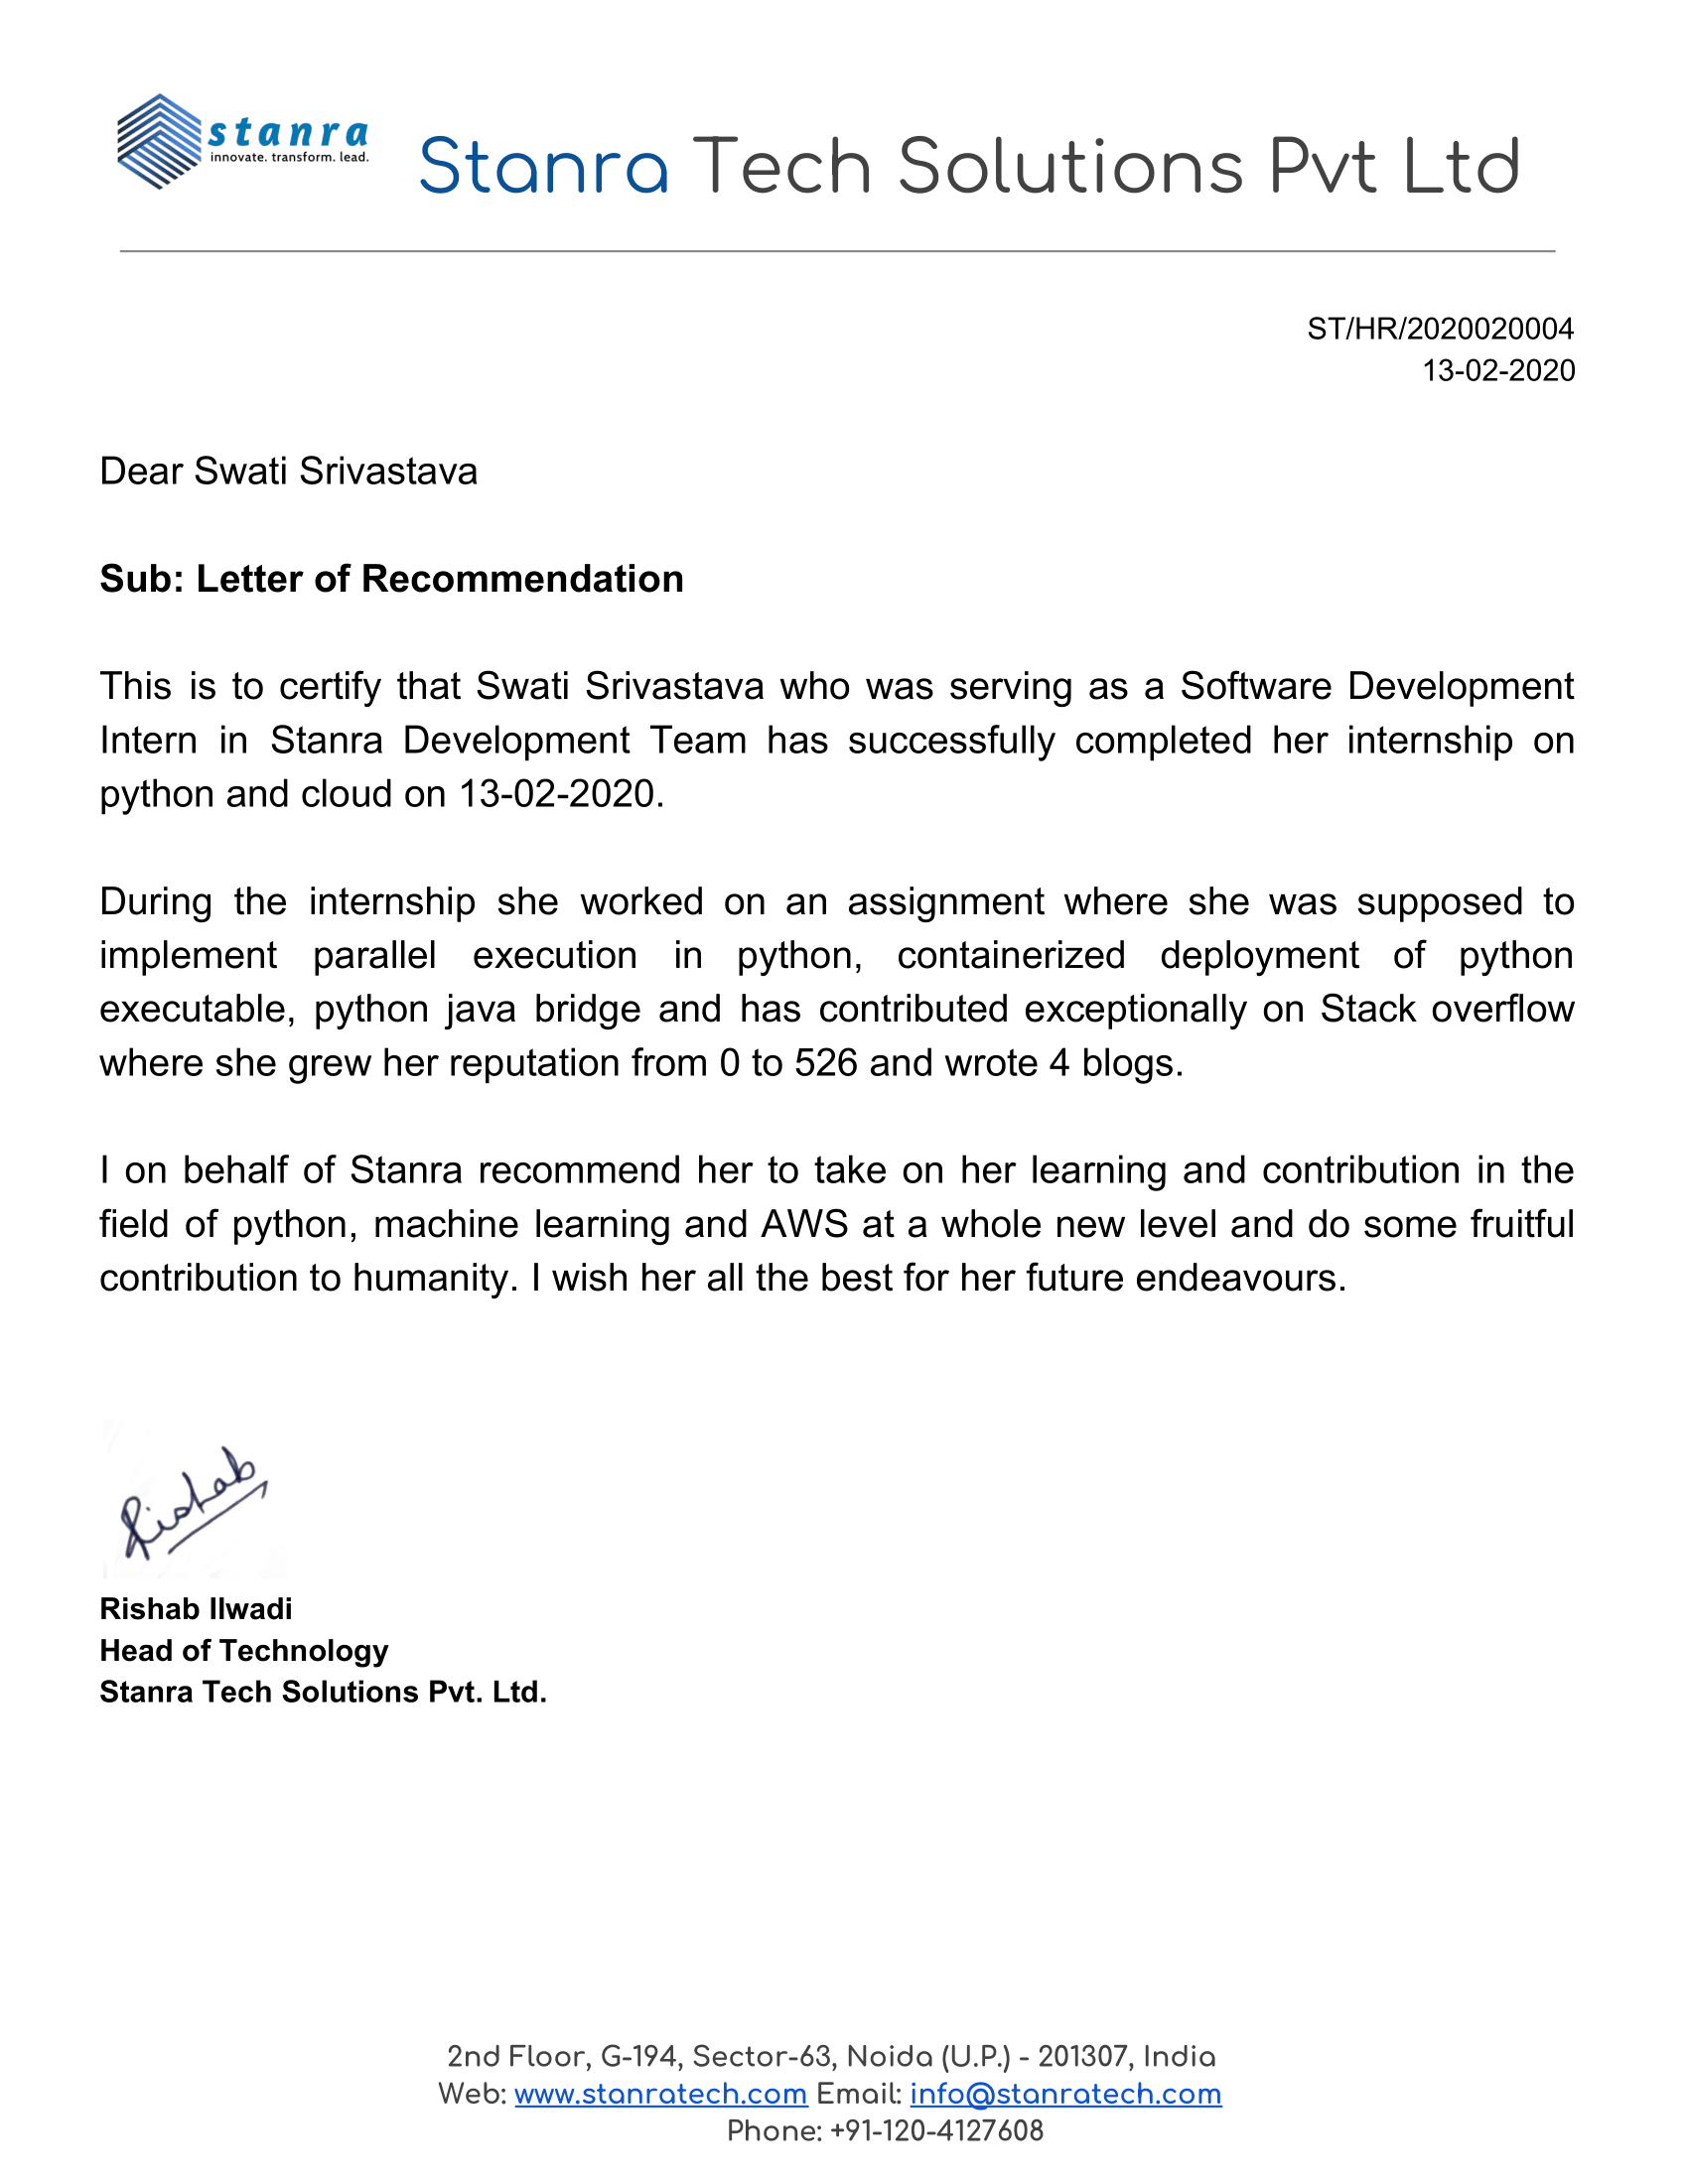 stanra
innovate. transform. lead.
Stanra Tech Solutions Pvt Ltd
ST/HR/2020020004
13-02-2020
Dear Swati Srivastava
Sub: Letter of Recommendation
This is to certify that Swati Srivastava who was serving as a Software Development
Intern in Stanra Development Team has successfully completed her internship on
python and cloud on 13-02-2020.
During the internship she worked on an assignment where she was supposed to
implement parallel execution in python, containerized deployment of python
executable, python java bridge and has contributed exceptionally on Stack overflow
where she grew her reputation from 0 to 526 and wrote 4 blogs.
I on behalf of Stanra recommend her to take on her learning and contribution in the
field of python, machine learning and AWS at a whole new level and do some fruitful
contribution to humanity. I wish her all the best for her future endeavours.
Rishab
Rishab Ilwadi
Head of Technology
Stanra Tech Solutions Pvt. Ltd.
2nd Floor, G-194, Sector-63, Noida (U.P.) - 201307, India
Web: www.stanratech.com Email: info@stanratech.com
Phone: +91-120-4127608